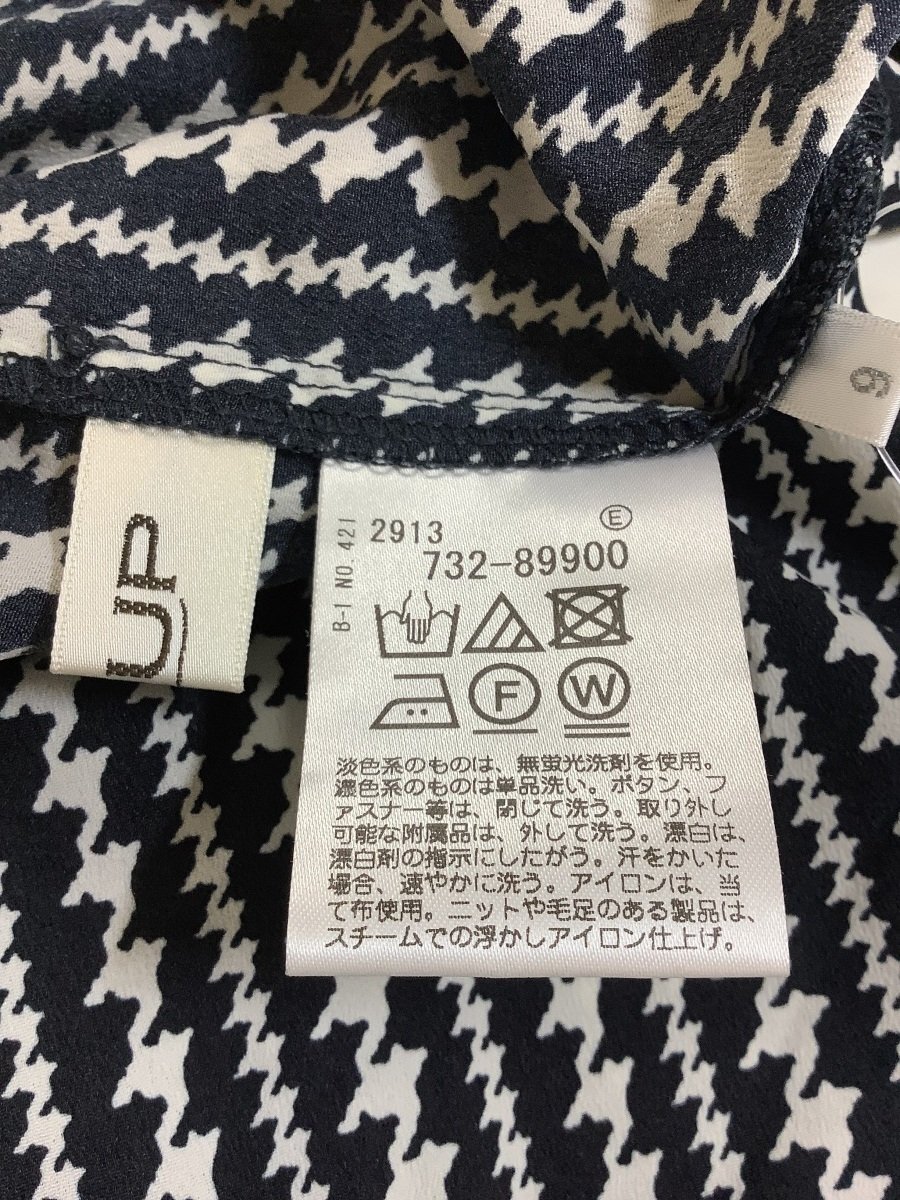 9
UP
B-1 NO. 421
2913
E
732-89900
F
W
淡色系のものは、無蛍光洗剤を使用。
濃色系のものは単品洗い。ボタン、フ
ァスナー等は、閉じて洗う。取り外し
可能な附属品は、外して洗う。漂白は、
漂白剤の指示にしたがう。汗をかいた
場合、速やかに洗う。アイロンは、当
て布使用。ニットや毛足のある製品は、
スチームでの浮かしアイロン仕上げ。